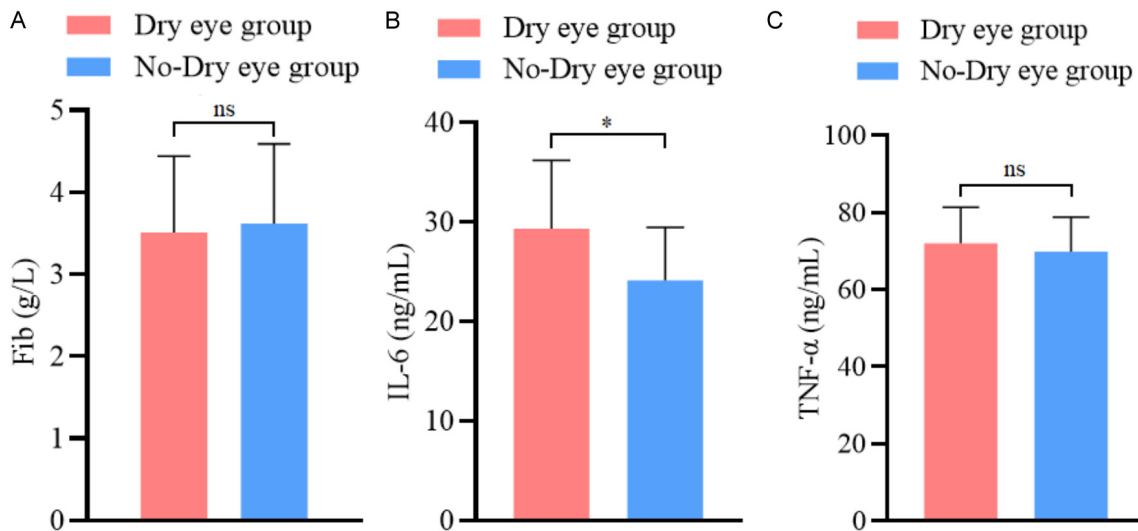 A
Dry eye group
No-Dry eye group
ns
5
4
3
2
1
0
Fib (g/L)
B
Dry eye group
No-Dry eye group
*
40
30
20
10
0
IL-6 (ng/mL)
C
Dry eye group
No-Dry eye group
ns
100
80
60
40
20
0
TNF-α (ng/mL)